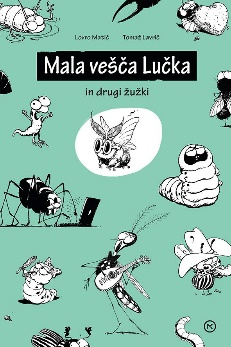 Lovro Matič Tomaž Lavrič
Mala vešča Lučka
in drugi žužki
M